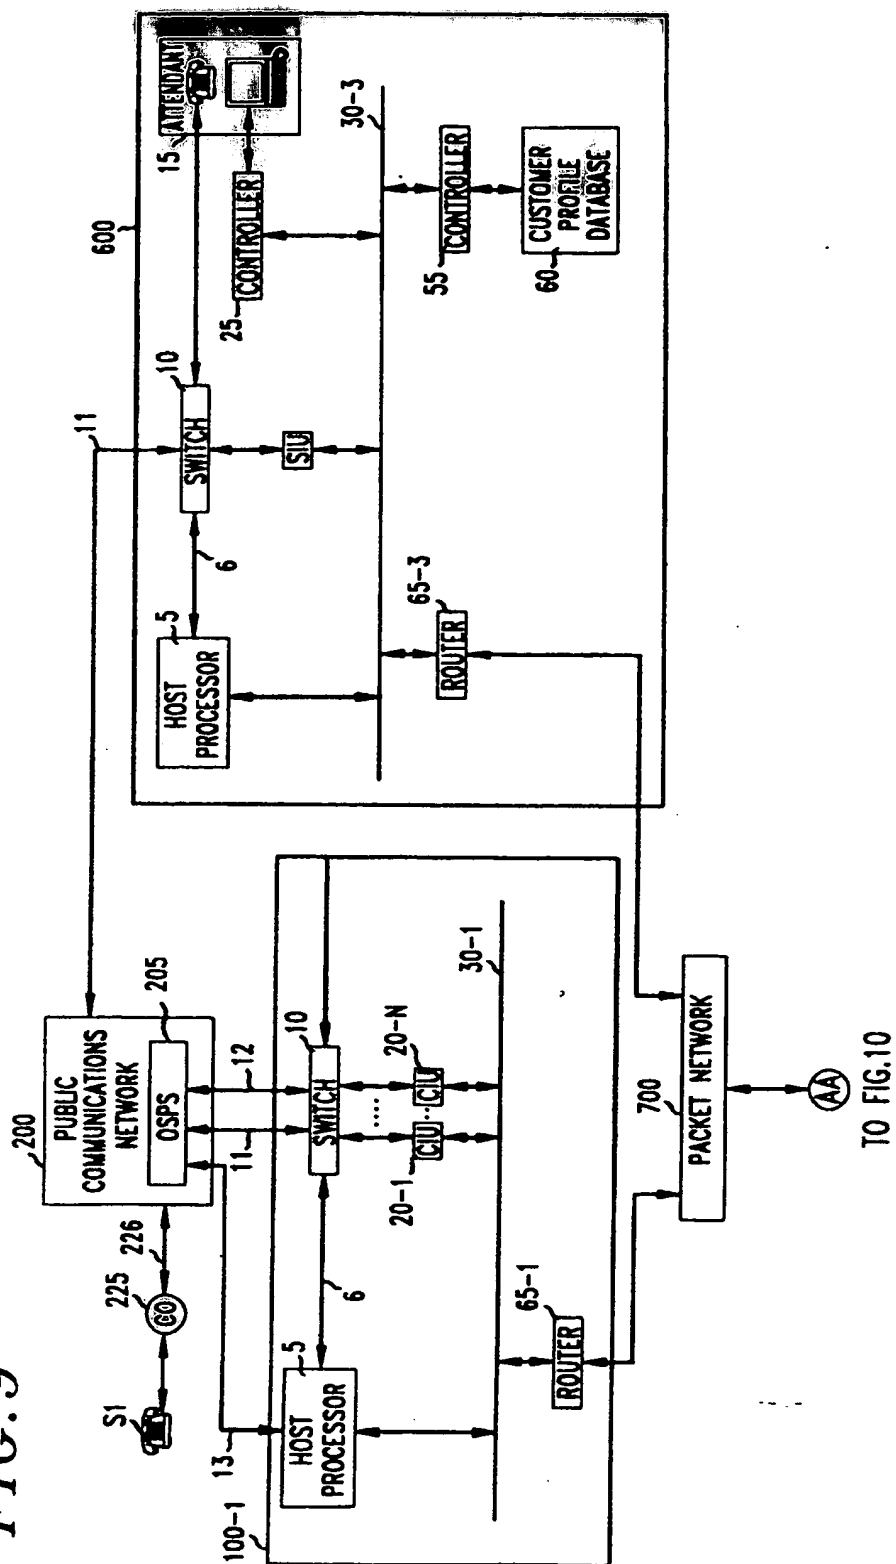 FIG. 9
S1
225
CO
226
200
PUBLIC
COMMUNICATIONS
NETWORK
OSPS
205
11
12
13
100-1
HOST
PROCESSOR
5
6
SWITCH
10
20-1
CIU
..
CIU
20-N
....
30-1
65-1
ROUTER
11
600
HOST
PROCESSOR
5
6
SWITCH
10
SIU
15
ATTENDANT
25
CONTROLLER
30-3
65-3
ROUTER
55
CONTROLLER
60
CUSTOMER
PROFILE
DATABASE
700
PACKET NETWORK
AA
TO FIG.10